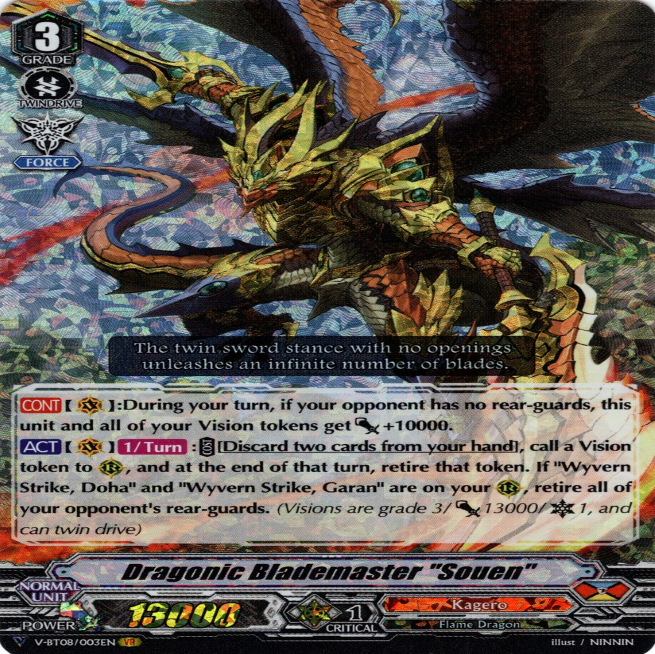 3
GRADE
TWINDRIVE
FORCE
The twin sword stance with no openings
unleashes an infinite number of blades.
CONT【 】:During your turn, if your opponent has no rear-guards, this
unit and all of your Vision tokens get +10000.
ACT【 】1/Turn :[Discard two cards from your hand], call a Vision
token to , and at the end of that turn, retire that token. If "Wyvern
Strike, Doha" and "Wyvern Strike, Garan" are on your , retire all of
your opponent's rear-guards. (Visions are grade 3/ 13000/ 1, and
can twin drive)
Dragonic Blademaster "Souen"
NORMAL
UNIT
POWER 13000 1
CRITICAL
Kagero
Flame Dragon
V-BT08/003EN VR
illust / NINNIN